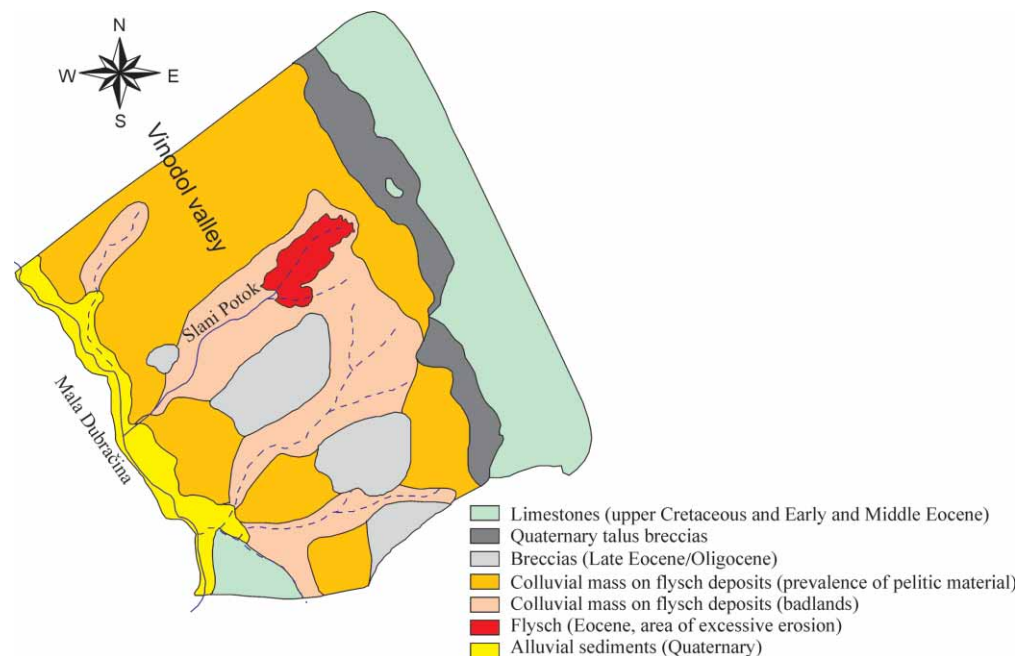 N
W E
S
Vinodol valley
Slani Potok
Mala Dubračina
Limestones (upper Cretaceous and Early and Middle Eocene)
Quaternary talus breccias
Breccias (Late Eocene/Oligocene)
Colluvial mass on flysch deposits (prevalence of pelitic material)
Colluvial mass on flysch deposits (badlands)
Flysch (Eocene, area of excessive erosion)
Alluvial sediments (Quaternary)